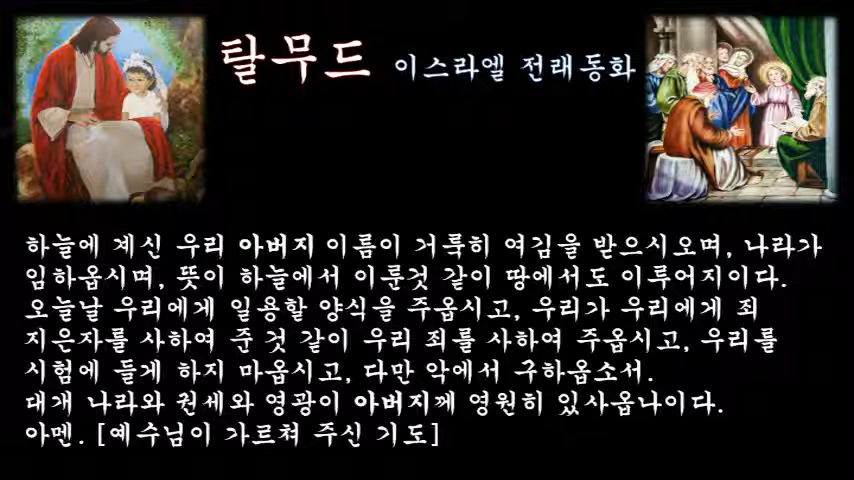 탈무드 이스라엘 전래동화
하늘에 계신 우리 아버지 이름이 거룩히 여김을 받으시오며, 나라가
임하옵시며, 뜻이 하늘에서 이룬것 같이 땅에서도 이루어지이다.
오늘날 우리에게 일용할 양식을 주옵시고, 우리가 우리에게 죄
지은자를 사하여 준 것 같이 우리 죄를 사하여 주옵시고, 우리를
시험에 들게 하지 마옵시고, 다만 악에서 구하옵소서.
대개 나라와 원세와 영광이 아버지께 영원히 있사옵나이다.
아멘. [예수님이 가르쳐 주신 기도]